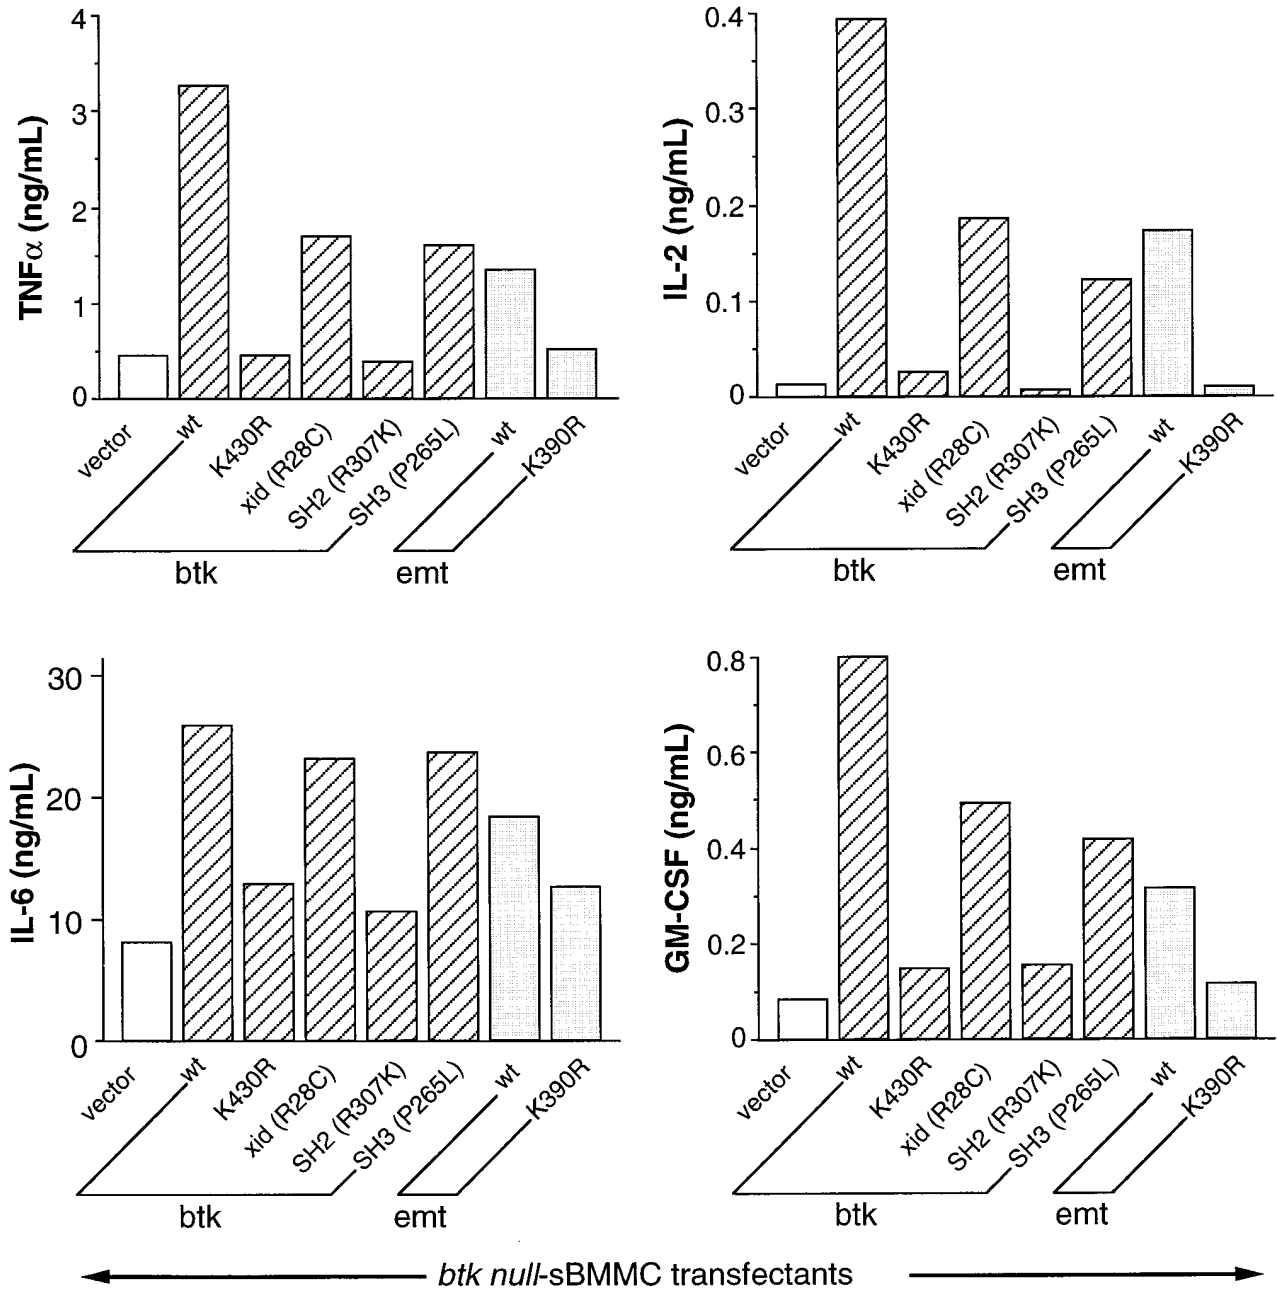 TNFα (ng/mL)
4
3
2
1
0
vector
wt
K430R
xid (R28C)
SH2 (R307K)
SH3 (P265L)
wt
K390R
btk
emt
IL-2 (ng/mL)
0.4
0.3
0.2
0.1
0
vector
wt
K430R
xid (R28C)
SH2 (R307K)
SH3 (P265L)
wt
K390R
btk
emt
IL-6 (ng/mL)
30
20
10
0
vector
wt
K430R
xid (R28C)
SH2 (R307K)
SH3 (P265L)
wt
K390R
btk
emt
GM-CSF (ng/mL)
0.8
0.6
0.4
0.2
0
vector
wt
K430R
xid (R28C)
SH2 (R307K)
SH3 (P265L)
wt
K390R
btk
emt
btk null-sBMMC transfectants